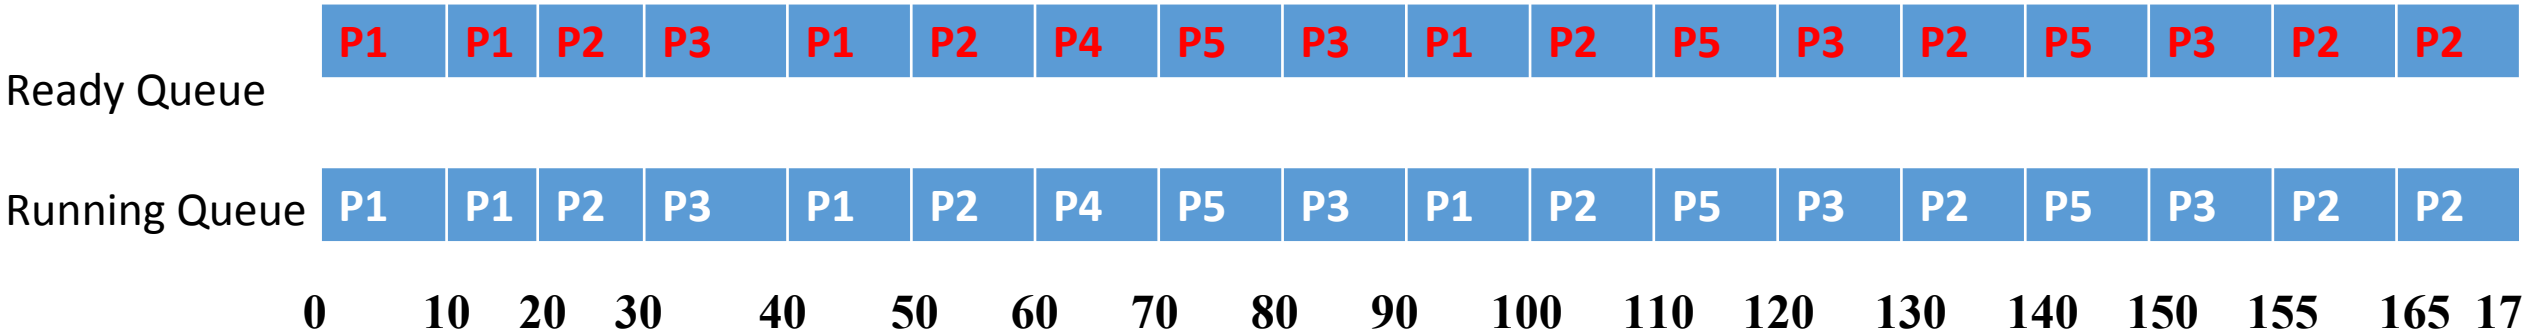 P1 P1 P2 P3 P1 P2 P4 P5 P3 P1 P2 P5 P3 P2 P5 P3 P2 P2
Ready Queue
Running Queue P1 P1 P2 P3 P1 P2 P4 P5 P3 P1 P2 P5 P3 P2 P5 P3 P2 P2
0 10 20 30 40 50 60 70 80 90 100 110 120 130 140 150 155 165 17